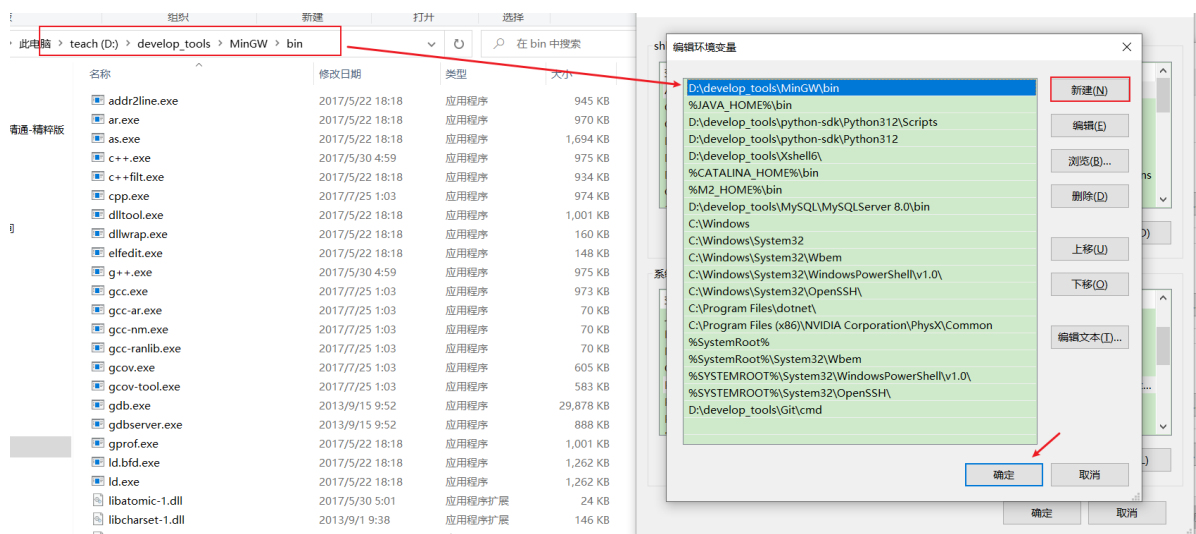 组织 新建 打开 选择
此电脑 > teach (D:) > develop_tools > MinGW > bin
在 bin 中搜索
名称 修改日期 类型 大小
addr2line.exe 2017/5/22 18:18 应用程序 945 KB
ar.exe 2017/5/22 18:18 应用程序 970 KB
as.exe 2017/5/22 18:18 应用程序 1,694 KB
c++.exe 2017/5/30 4:59 应用程序 975 KB
c++filt.exe 2017/5/22 18:18 应用程序 934 KB
cpp.exe 2017/7/25 1:03 应用程序 974 KB
dlltool.exe 2017/5/22 18:18 应用程序 1,001 KB
dllwrap.exe 2017/5/22 18:18 应用程序 160 KB
elfedit.exe 2017/5/22 18:18 应用程序 148 KB
g++.exe 2017/5/30 4:59 应用程序 975 KB
gcc.exe 2017/7/25 1:03 应用程序 973 KB
gcc-ar.exe 2017/7/25 1:03 应用程序 70 KB
gcc-nm.exe 2017/7/25 1:03 应用程序 70 KB
gcc-ranlib.exe 2017/7/25 1:03 应用程序 70 KB
gcov.exe 2017/7/25 1:03 应用程序 605 KB
gcov-tool.exe 2017/7/25 1:03 应用程序 583 KB
gdb.exe 2013/9/15 9:52 应用程序 29,878 KB
gdbserver.exe 2013/9/15 9:52 应用程序 888 KB
gprof.exe 2017/5/22 18:18 应用程序 1,001 KB
ld.bfd.exe 2017/5/22 18:18 应用程序 1,262 KB
ld.exe 2017/5/22 18:18 应用程序 1,262 KB
libatomic-1.dll 2017/5/30 5:01 应用程序扩展 24 KB
libcharset-1.dll 2013/9/1 9:38 应用程序扩展 146 KB
精通-精粹版
编辑环境变量
D:\develop_tools\MinGW\bin
%JAVA_HOME%\bin
D:\develop_tools\python-sdk\Python312\Scripts
D:\develop_tools\python-sdk\Python312
D:\develop_tools\Xshell6\
%CATALINA_HOME%\bin
%M2_HOME%\bin
D:\develop_tools\MySQL\MySQLServer 8.0\bin
C:\Windows
C:\Windows\System32
C:\Windows\System32\Wbem
C:\Windows\System32\WindowsPowerShell\v1.0\
C:\Windows\System32\OpenSSH\
C:\Program Files\dotnet\
C:\Program Files (x86)\NVIDIA Corporation\PhysX\Common
%SystemRoot%
%SystemRoot%\System32\Wbem
%SYSTEMROOT%\System32\WindowsPowerShell\v1.0\
%SYSTEMROOT%\System32\OpenSSH\
D:\develop_tools\Git\cmd
新建(N)
编辑(E)
浏览(B)...
删除(D)
上移(U)
下移(O)
编辑文本(T)...
确定 取消
确定 取消